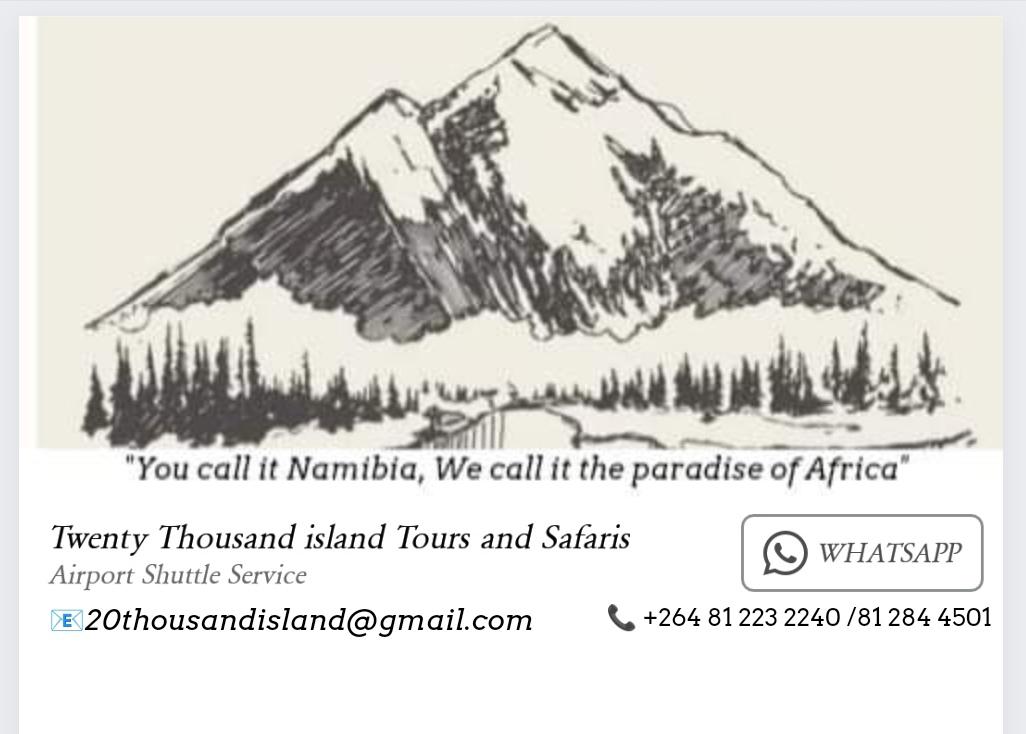 "You call it Namibia, We call it the paradise of Africa"
Twenty Thousand island Tours and Safaris
WHATSAPP
Airport Shuttle Service
📧20thousandisland@gmail.com
📞 +264 81 223 2240 /81 284 4501